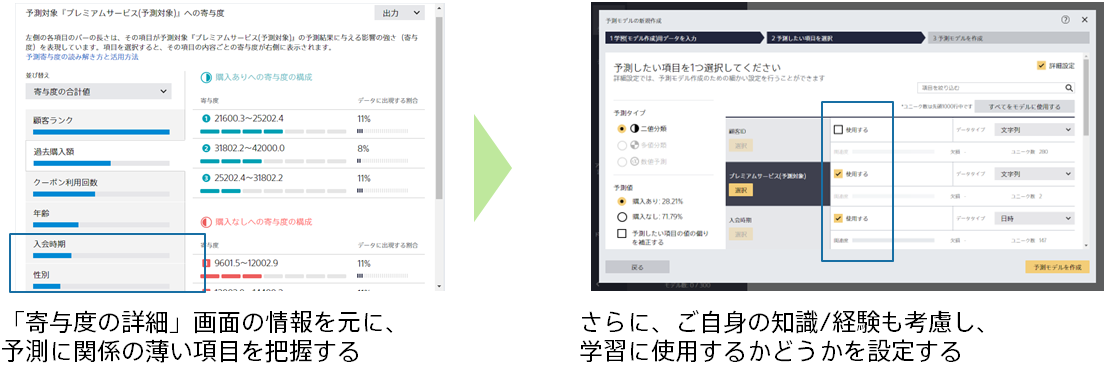 予測対象「プレミアムサービス(予測対象)」への寄与度
出力
左側の各項目のバーの長さは、その項目が予測対象『プレミアムサービス(予測対象)』の予測結果に与える影響の強さ（寄与
度）を表現しています。項目を選択すると、その項目の内容ごとの寄与度が右側に表示されます。
予測寄与度の読み解き方と活用方法
並び替え
寄与度の合計値
顧客ランク
過去購入額
クーポン利用回数
年齢
入会時期
性別
購入ありへの寄与度の構成
寄与度 データに出現する割合
1 21600.3～25202.4 11%
2 31802.2～42000.0 8%
3 25202.4～31802.2 11%
購入なしへの寄与度の構成
寄与度 データに出現する割合
1 9601.5～12002.9 11%
「寄与度の詳細」画面の情報を元に、
予測に関係の薄い項目を把握する
予測モデルの新規作成
1 学習(モデル作成)用データを入力 2 予測したい項目を選択 3 予測モデルを作成
予測したい項目を1つ選択してください
詳細設定
詳細設定では、予測モデル作成のための細かい設定を行うことができます
項目を絞り込む
*ユニーク数は先頭1000行中です すべてをモデルに使用する
予測タイプ
二値分類
多値分類
数値予測
予測値
購入あり: 28.21%
購入なし: 71.79%
予測したい項目の値の偏り
を補正する
顧客ID
選択
使用する
データタイプ 文字列
欠損 - ユニーク数 280
プレミアムサービス(予測対象)
選択
使用する
データタイプ 文字列
欠損 - ユニーク数 2
入会時期
選択
使用する
データタイプ 日時
欠損 - ユニーク数 187
戻る
予測モデルを作成
モデル数: 0 / 300
さらに、ご自身の知識/経験も考慮し、
学習に使用するかどうかを設定する